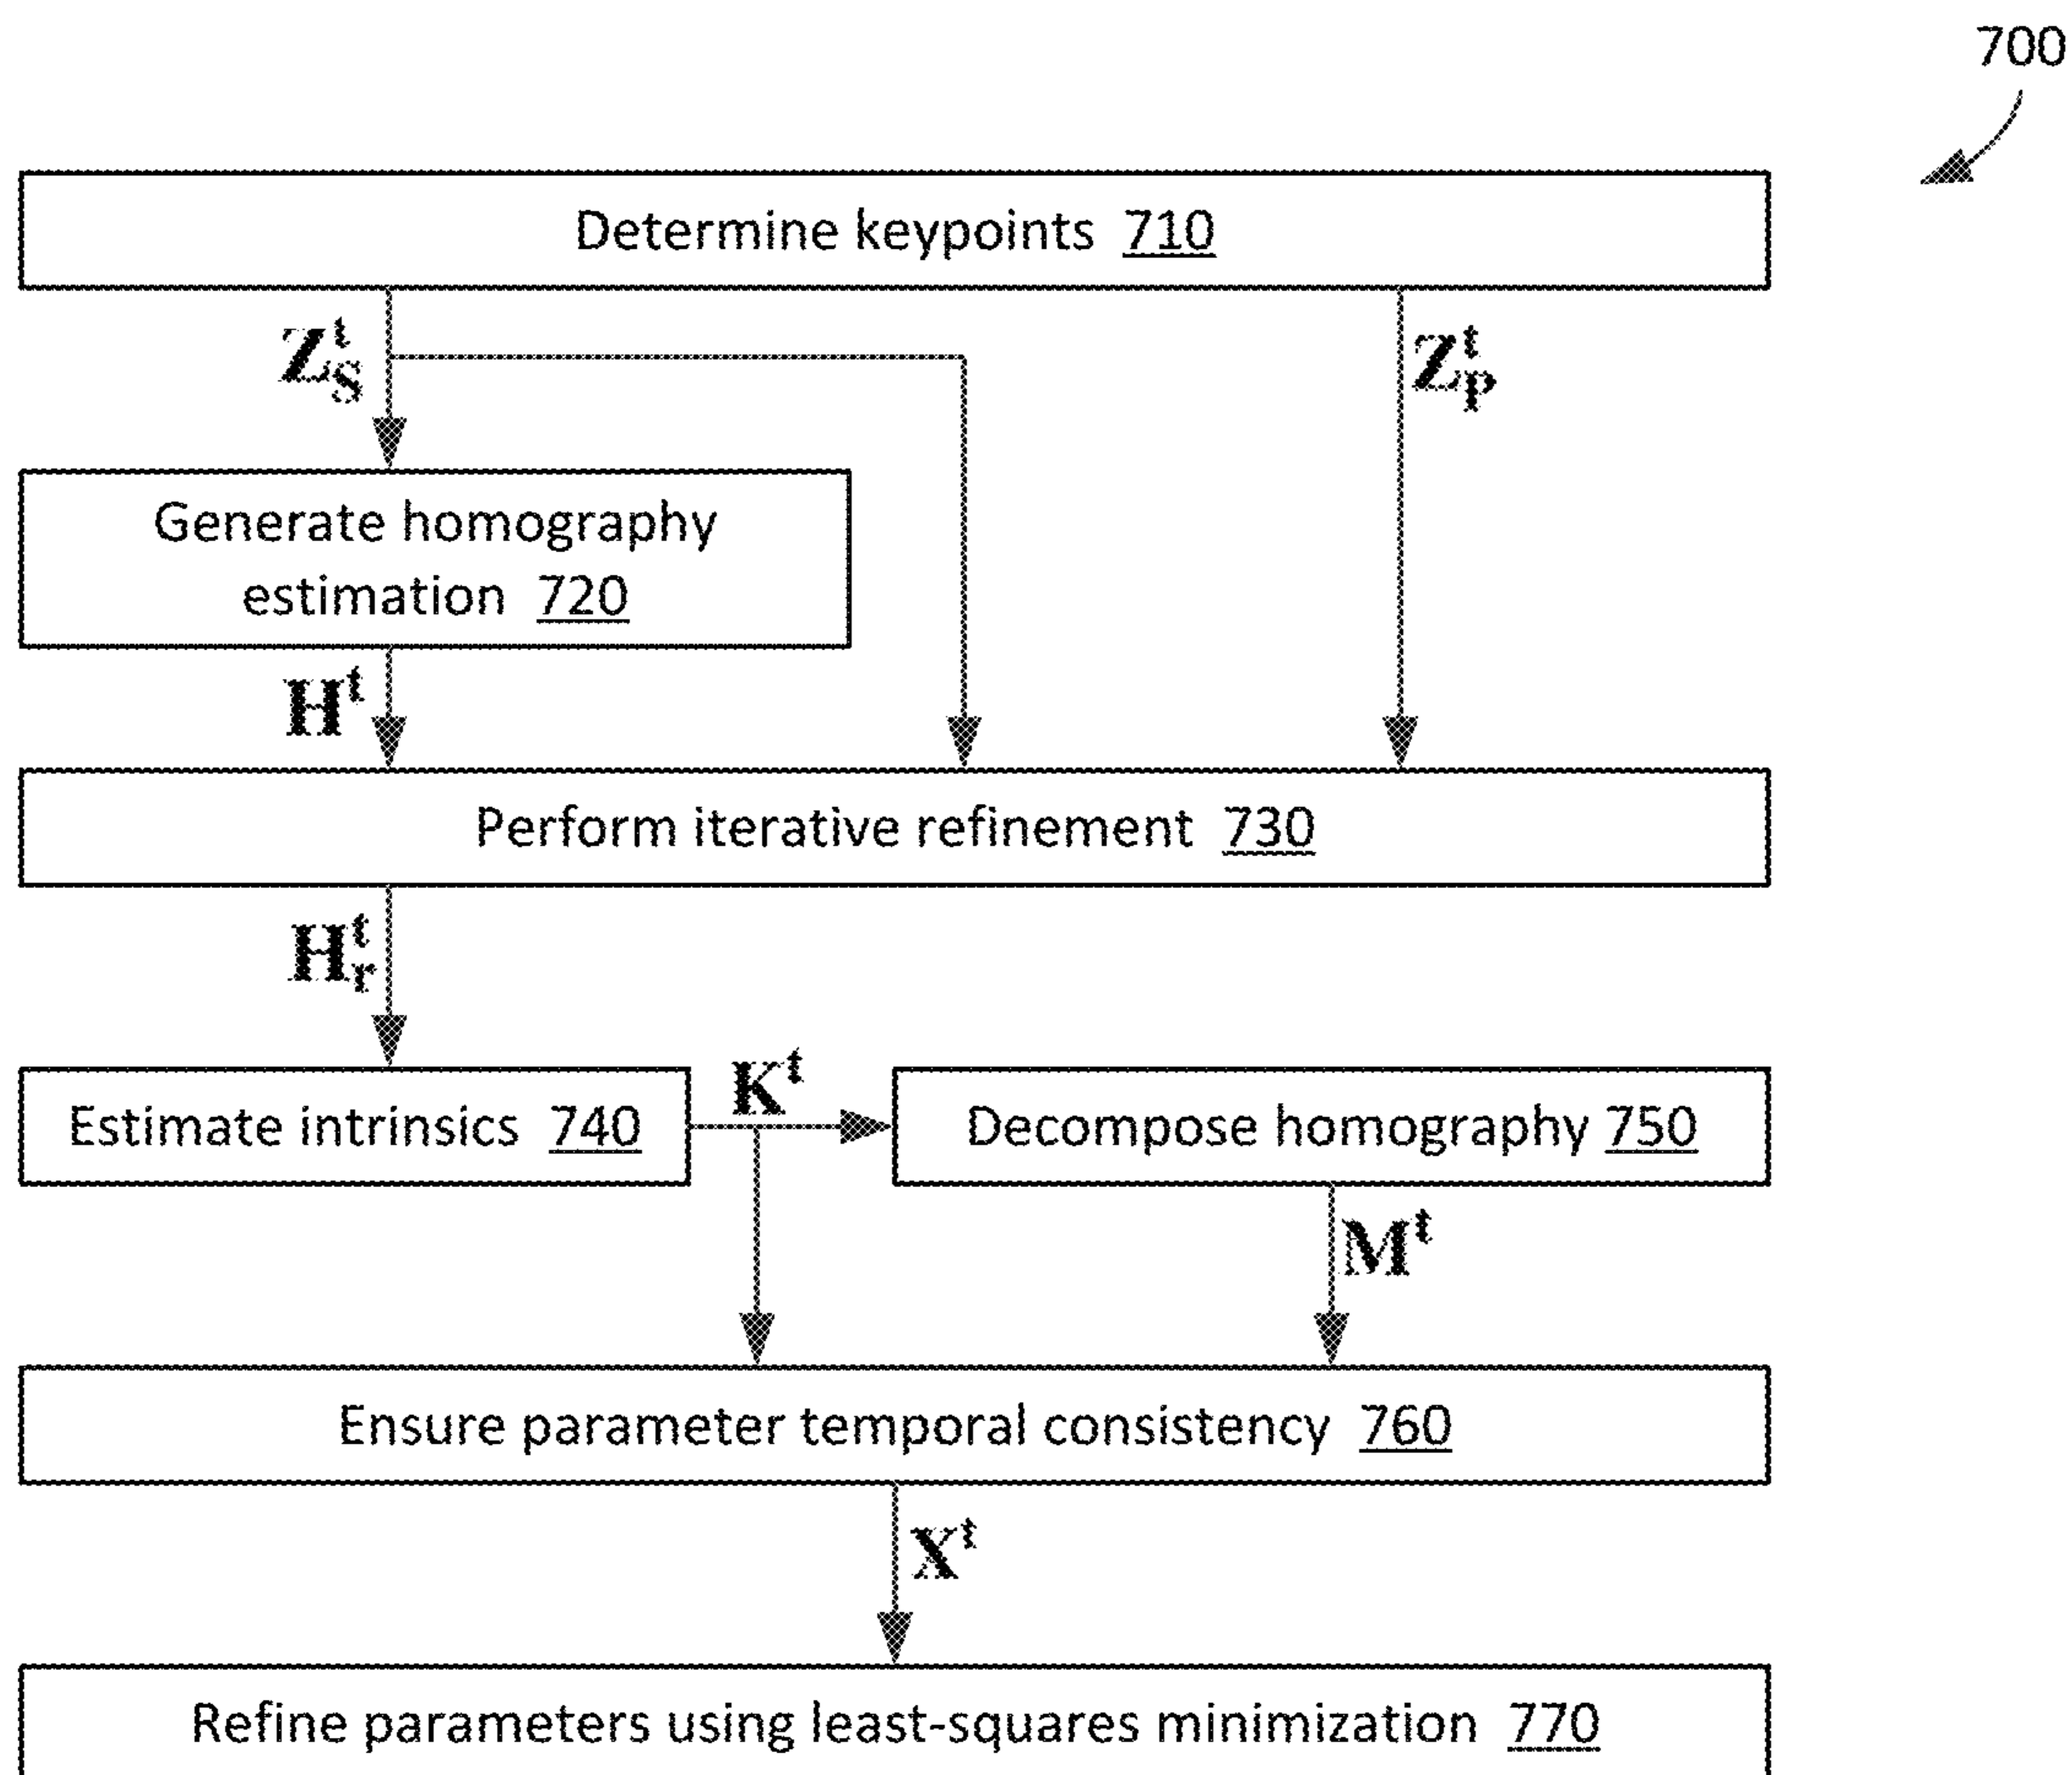 700
Determine keypoints 710
Z_S^t
Z_p^t
Generate homography
estimation 720
H^t
Perform iterative refinement 730
H_r^t
Estimate intrinsics 740
K^t
Decompose homography 750
M^t
Ensure parameter temporal consistency 760
X^t
Refine parameters using least-squares minimization 770